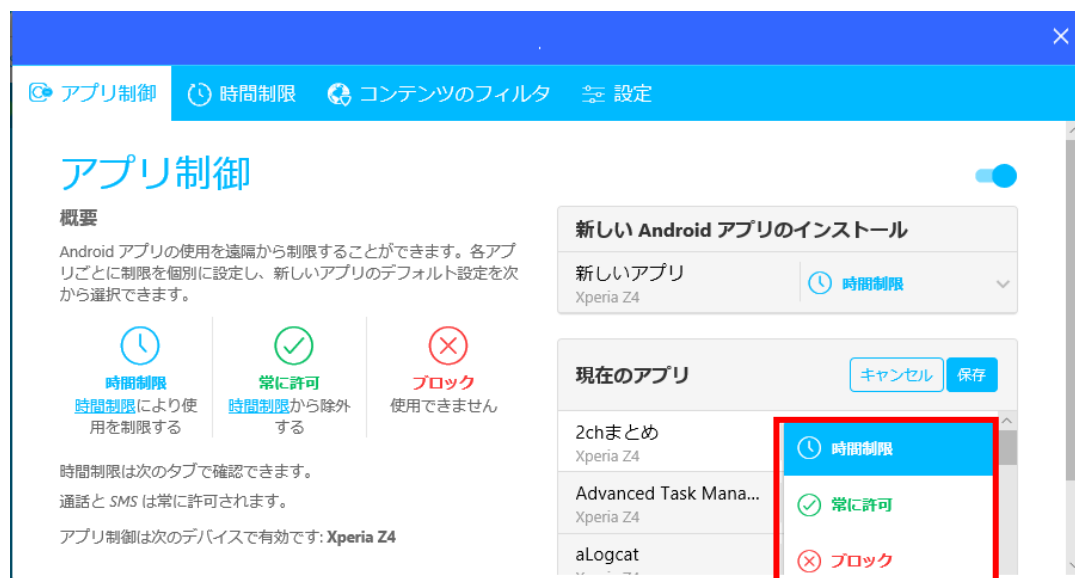 アプリ制御 時間制限 コンテンツのフィルタ 設定
アプリ制御
概要
Android アプリの使用を遠隔から制限することができます。各アプ
リごとに制限を個別に設定し、新しいアプリのデフォルト設定を次
から選択できます。
時間制限 常に許可 ブロック
時間制限により使 時間制限から除外 使用できません
用を制限する する
時間制限は次のタブで確認できます。
通話と SMS は常に許可されます。
アプリ制御は次のデバイスで有効です: Xperia Z4
新しい Android アプリのインストール
新しいアプリ 時間制限
Xperia Z4
現在のアプリ キャンセル 保存
2chまとめ
Xperia Z4
時間制限
Advanced Task Mana...
Xperia Z4
常に許可
aLogcat
ブロック